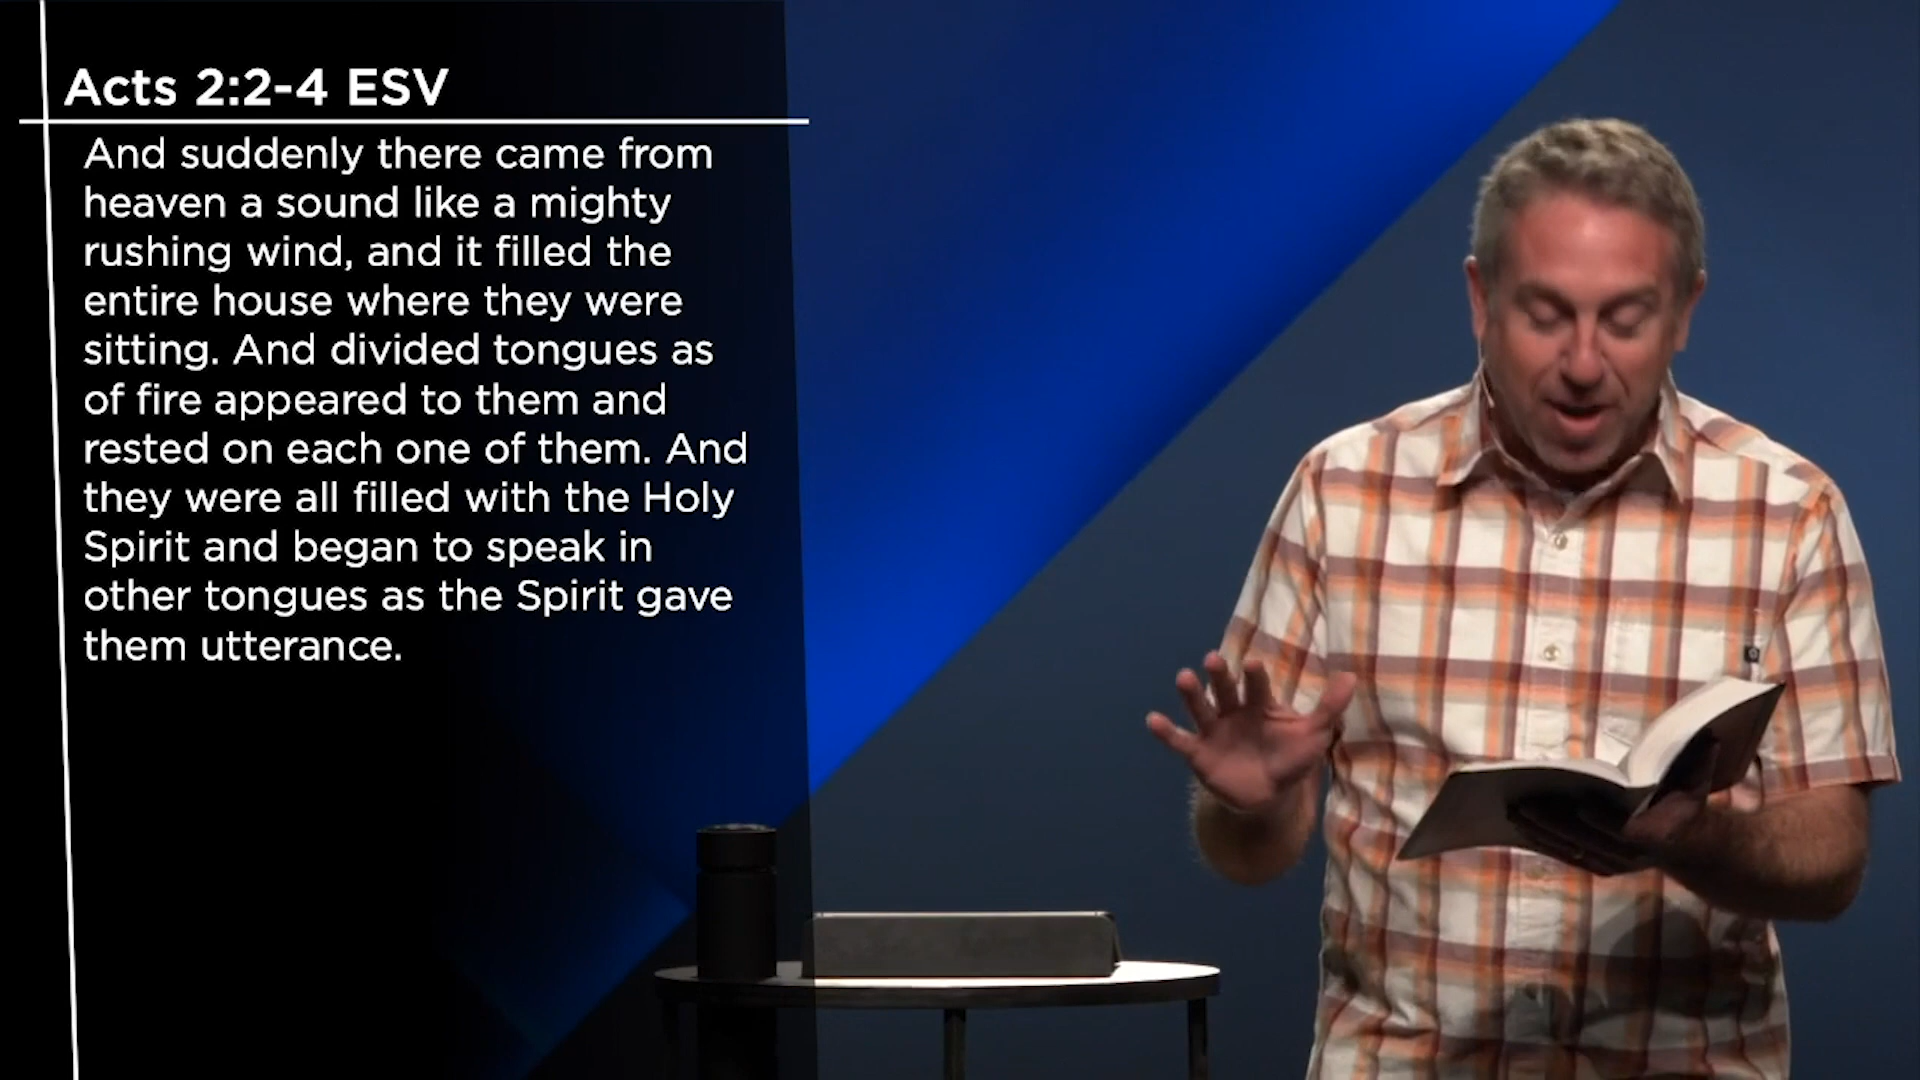 Acts 2:2-4 ESV
And suddenly there came from
heaven a sound like a mighty
rushing wind, and it filled the
entire house where they were
sitting. And divided tongues as
of fire appeared to them and
rested on each one of them. And
they were all filled with the Holy
Spirit and began to speak in
other tongues as the Spirit gave
them utterance.